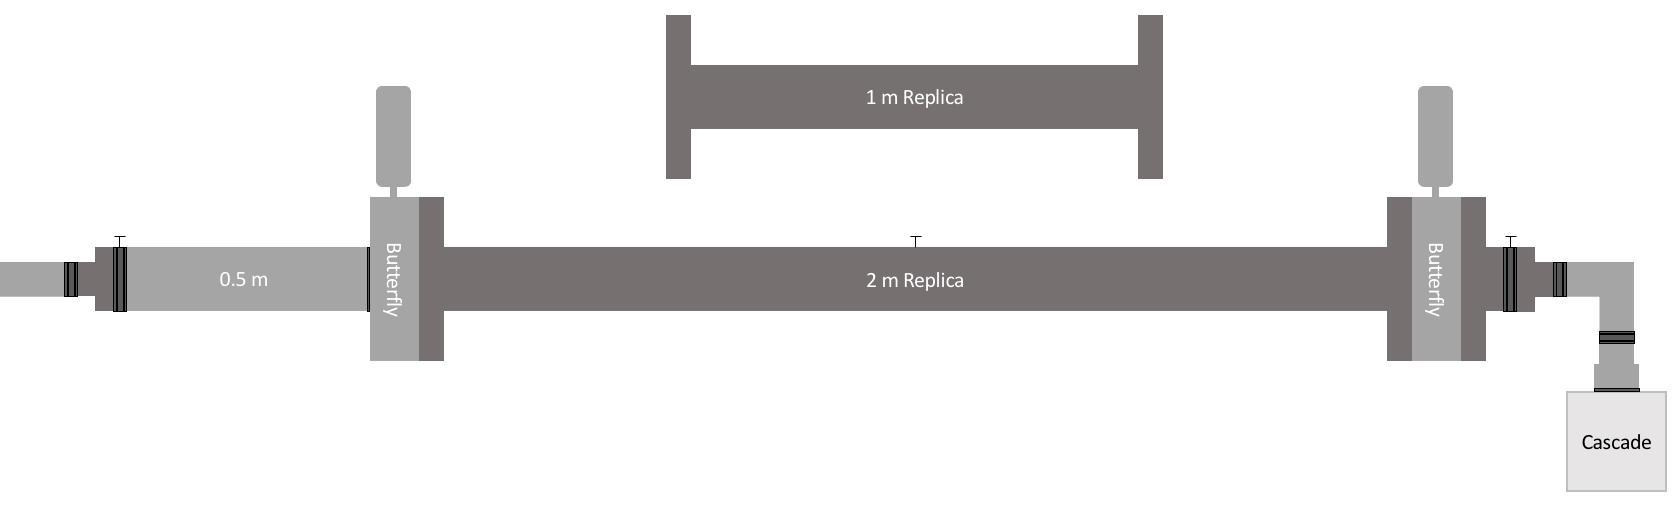 1 m Replica
0.5 m
Butterfly
2 m Replica
Butterfly
Cascade